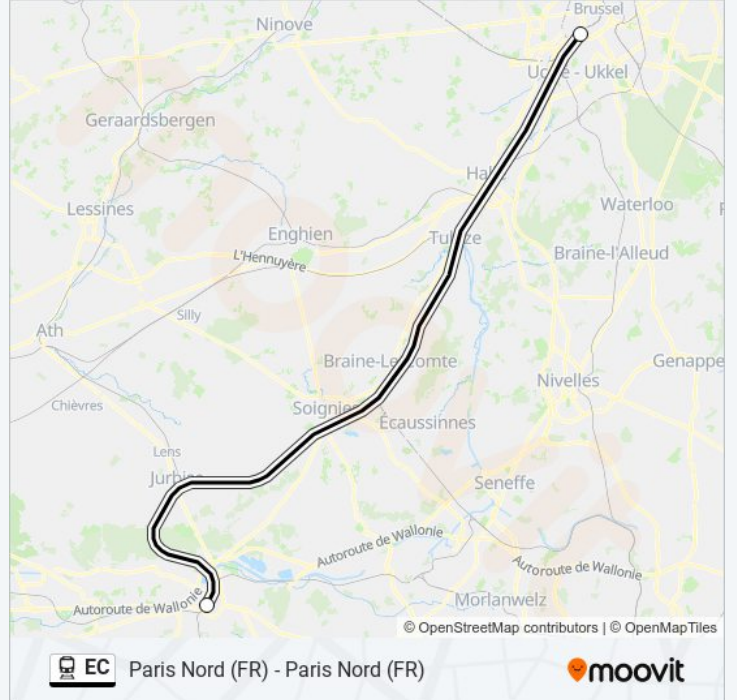 Brussel
Ninove
Uccle - Ukkel
Geraardsbergen
Halle
Lessines
Waterloo
Enghien
Tubize
Braine-l'Alleud
L'Hennuyère
Silly
Ath
Braine-Le-Comte
Genappe
Nivelles
Chièvres
Soignies
Écaussinnes
Lens
Jurbise
Seneffe
Autoroute de Wallonie
Autoroute de Wallonie
Autoroute de Wallonie
Morlanwelz
© OpenStreetMap contributors | © OpenMapTiles
EC Paris Nord (FR) - Paris Nord (FR)
moovit